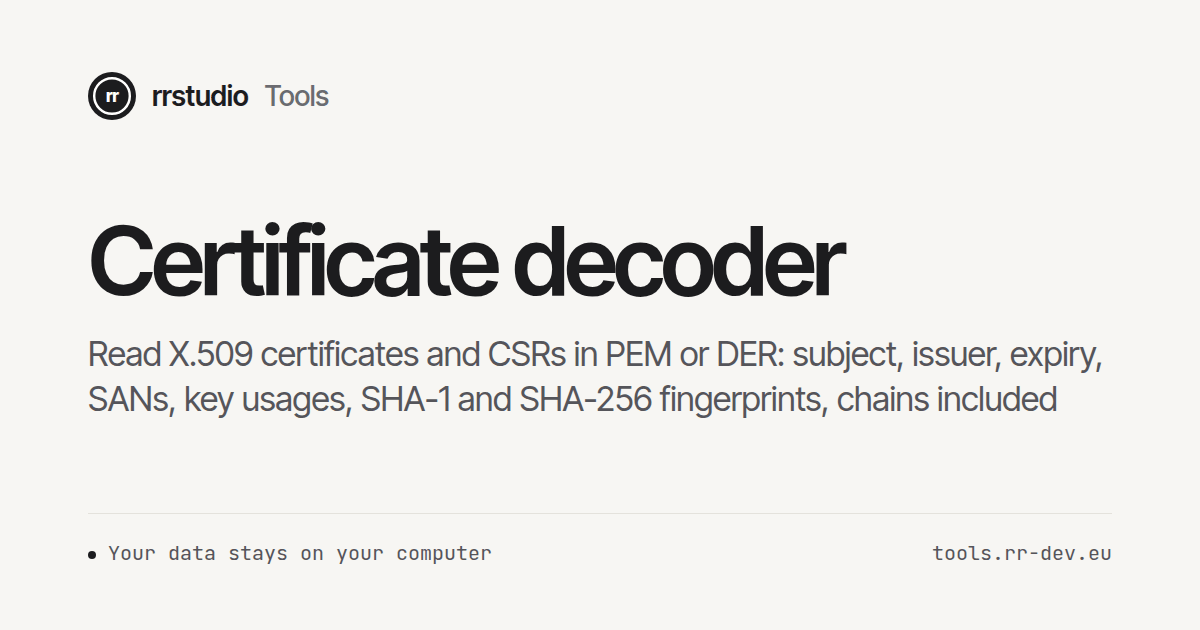 rr rrstudio Tools
Certificate decoder
Read X.509 certificates and CSRs in PEM or DER: subject, issuer, expiry,
SANs, key usages, SHA-1 and SHA-256 fingerprints, chains included
Your data stays on your computer
tools.rr-dev.eu